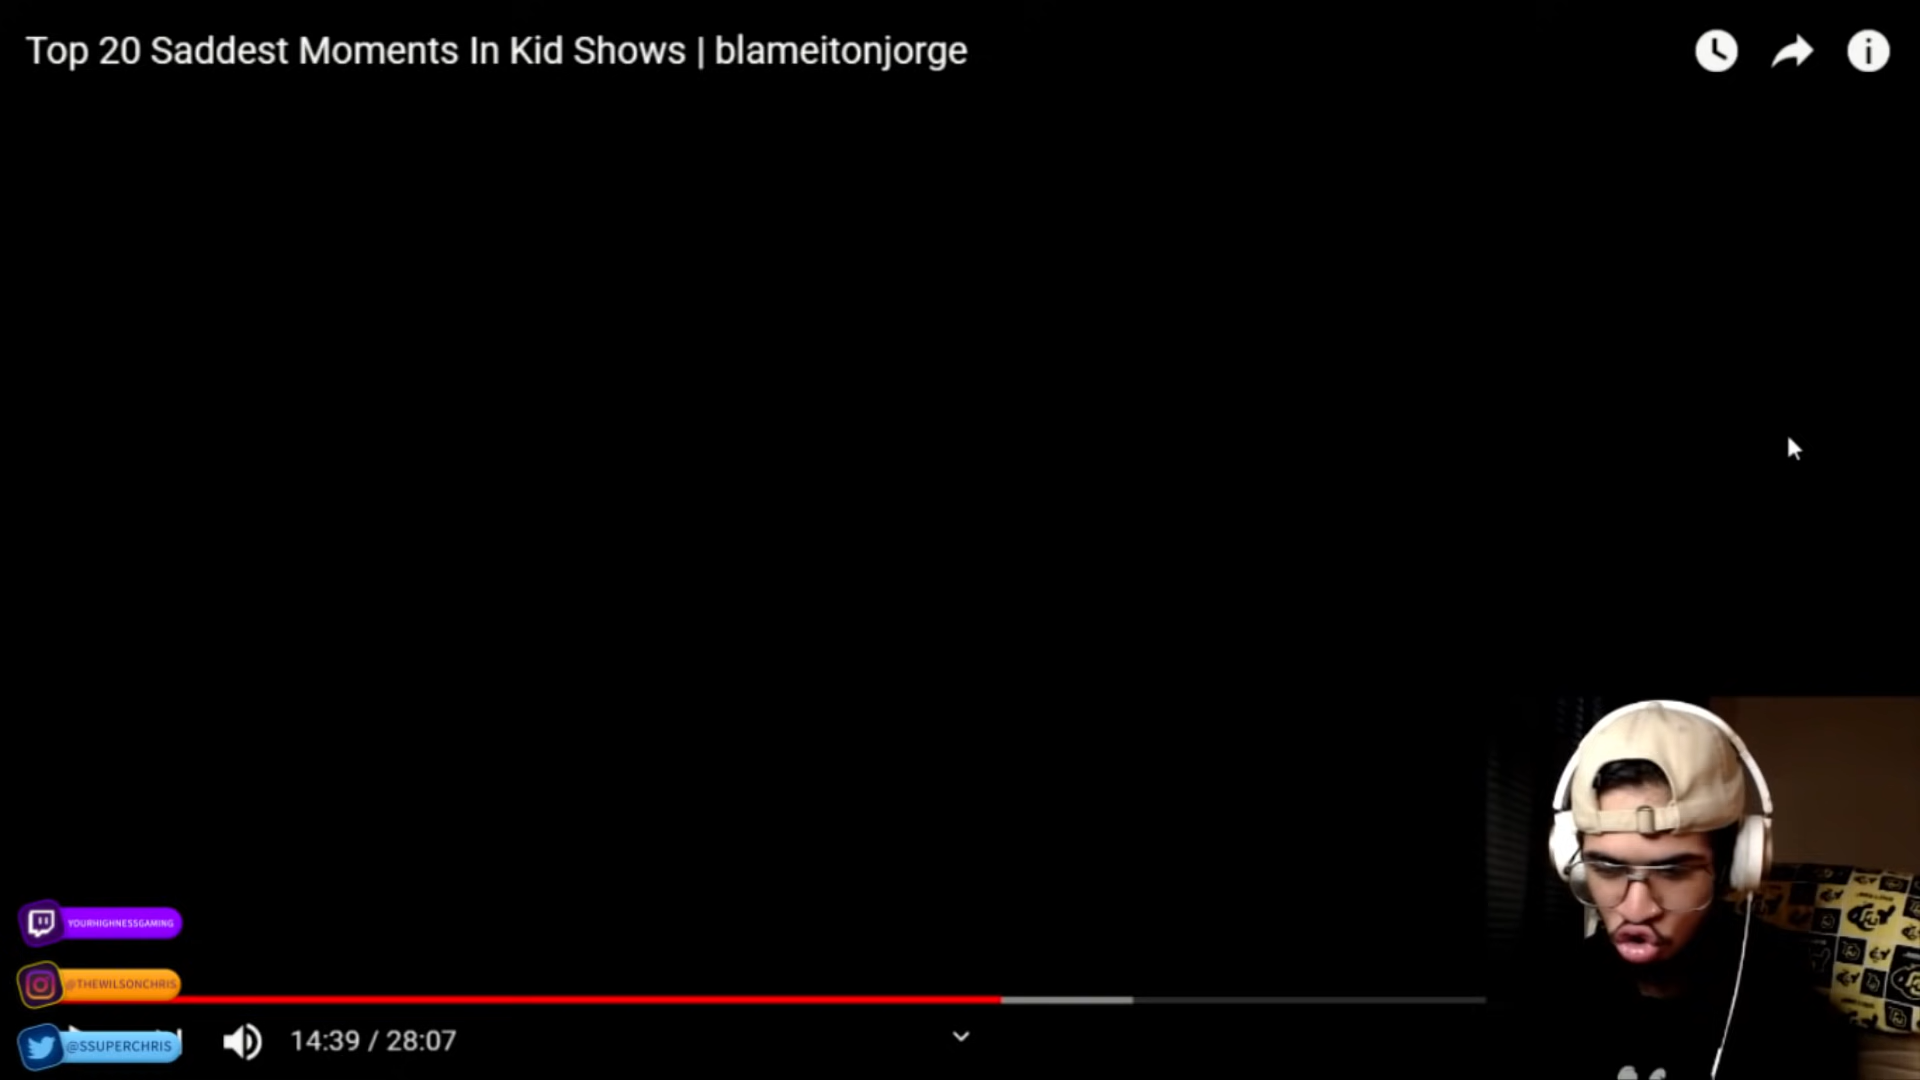 Top 20 Saddest Moments In Kid Shows | blameitonjorge
YOURHIGHNESSGAMING
@THEWILSONCHRIS
@SSUPERCHRIS
14:39 / 28:07